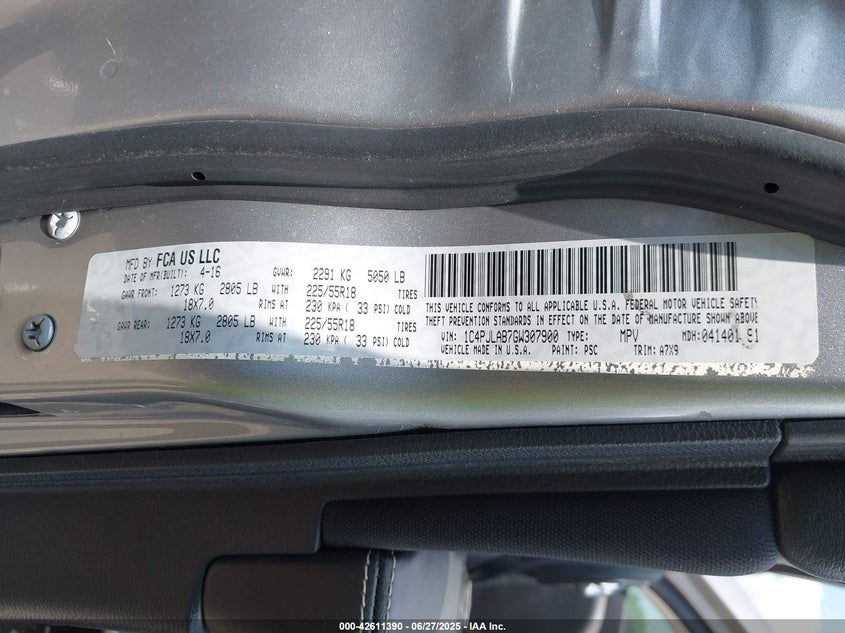 MFD BY FCA US LLC
DATE OF MFR(BUILT): 4-16 GVWR: 2291 KG 5050 LB
GAWR FRONT: 1273 KG 2805 LB WITH 225/55R18 TIRES
18X7.0 RIMS AT 230 KPA ( 33 PSI) COLD
GAWR REAR: 1273 KG 2805 LB WITH 225/55R18 TIRES
18X7.0 RIMS AT 230 KPA ( 33 PSI) COLD
THIS VEHICLE CONFORMS TO ALL APPLICABLE U.S.A. FEDERAL MOTOR VEHICLE SAFETY
THEFT PREVENTION STANDARDS IN EFFECT ON THE DATE OF MANUFACTURE SHOWN ABOVE
VIN: 1C4PJLAB7GW307900 TYPE: MPV MDH: 041401 91
VEHICLE MADE IN U.S.A. PAINT: PSC TRIM: A7X9
000-42611390 - 06/27/2025 - IAA Inc.